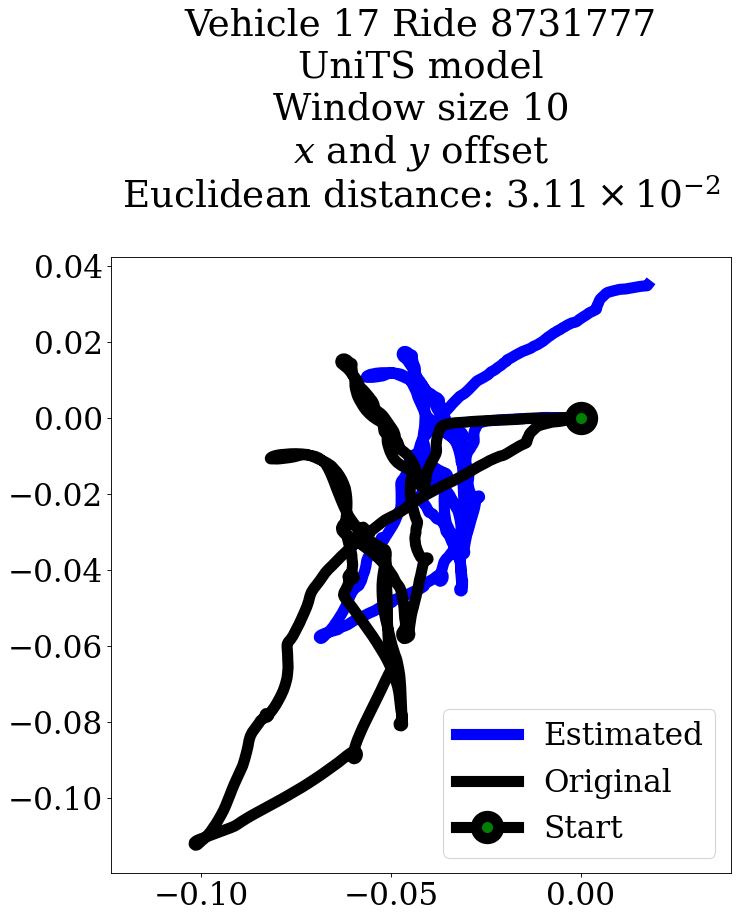 Vehicle 17 Ride 8731777
UniTS model
Window size 10
x and y offset
Euclidean distance: 3.11 × 10⁻²
0.04
0.02
0.00
−0.02
−0.04
−0.06
−0.08
−0.10
Estimated
Original
Start
−0.10 −0.05 0.00